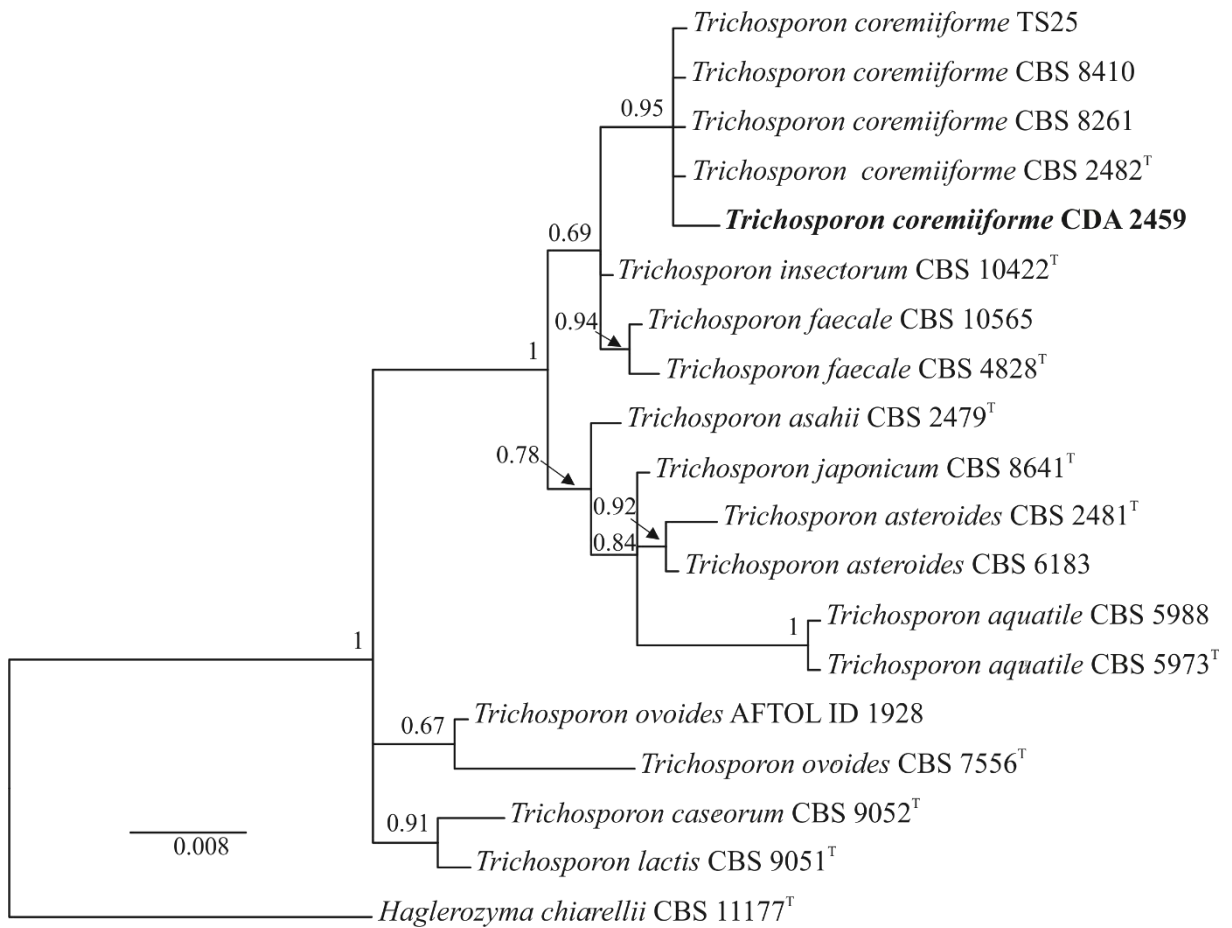 Trichosporon coremiiforme TS25
Trichosporon coremiiforme CBS 8410
0.95
Trichosporon coremiiforme CBS 8261
Trichosporon coremiiforme CBS 2482T
Trichosporon coremiiforme CDA 2459
0.69
Trichosporon insectorum CBS 10422T
Trichosporon faecale CBS 10565
0.94
Trichosporon faecale CBS 4828T
1
Trichosporon asahii CBS 2479T
0.78
Trichosporon japonicum CBS 8641T
0.92
Trichosporon asteroides CBS 2481T
0.84
Trichosporon asteroides CBS 6183
Trichosporon aquatile CBS 5988
1
Trichosporon aquatile CBS 5973T
1
Trichosporon ovoides AFTOL ID 1928
0.67
Trichosporon ovoides CBS 7556T
Trichosporon caseorum CBS 9052T
0.91
0.008
Trichosporon lactis CBS 9051T
Haglerozyma chiarellii CBS 11177T